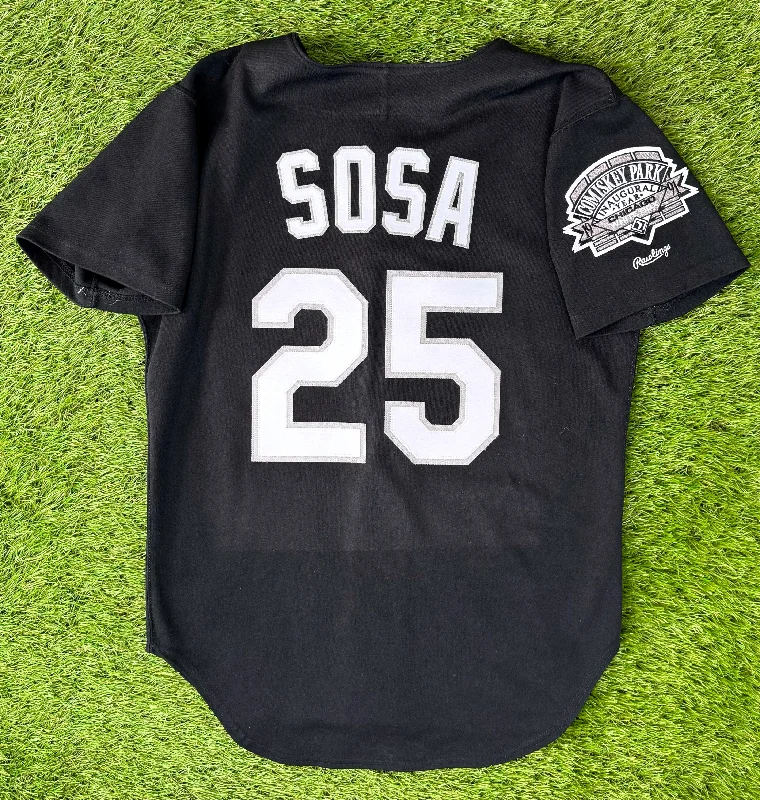 SOSA
25
COMISKEY PARK
INAUGURAL
YEAR
CHICAGO
Rawlings